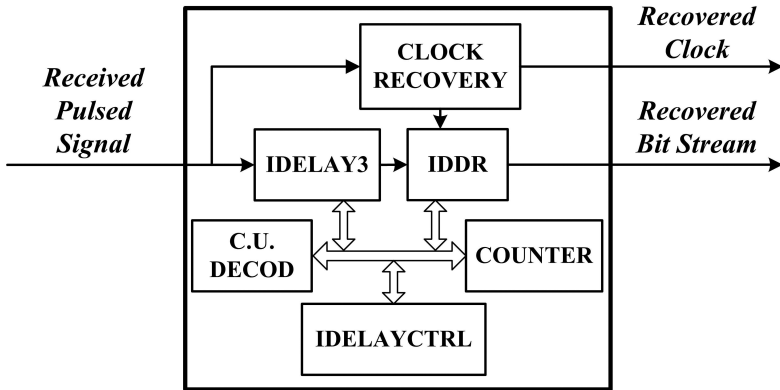 Received
Pulsed
Signal
CLOCK
RECOVERY
Recovered
Clock
IDELAY3
IDDR
Recovered
Bit Stream
C.U.
DECOD
COUNTER
IDELAYCTRL